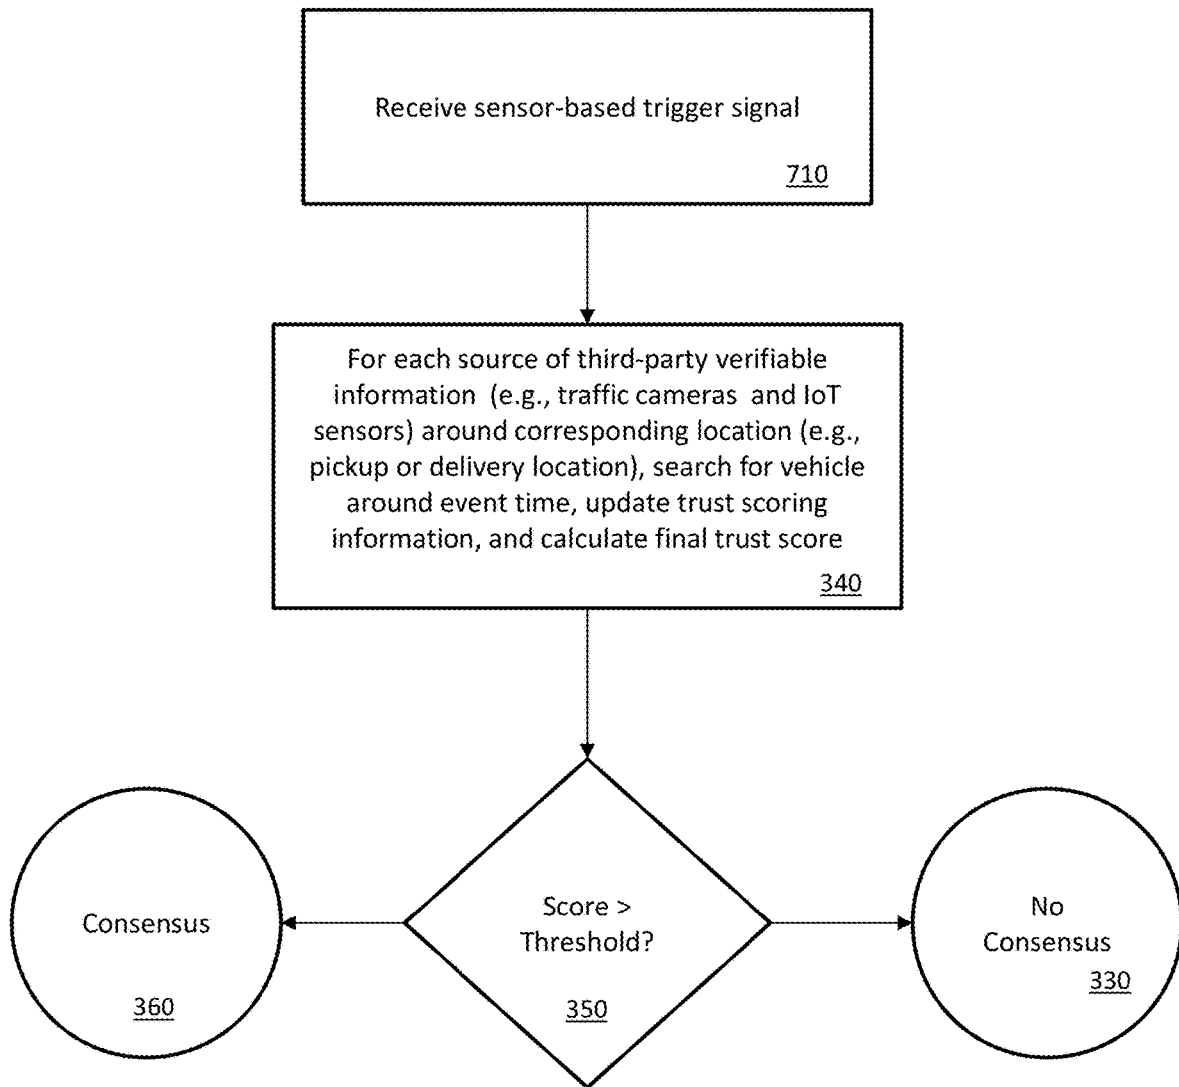 Receive sensor-based trigger signal
710
For each source of third-party verifiable
information (e.g., traffic cameras and IoT
sensors) around corresponding location (e.g.,
pickup or delivery location), search for vehicle
around event time, update trust scoring
information, and calculate final trust score
340
Score >
Threshold?
350
Consensus
360
No
Consensus
330